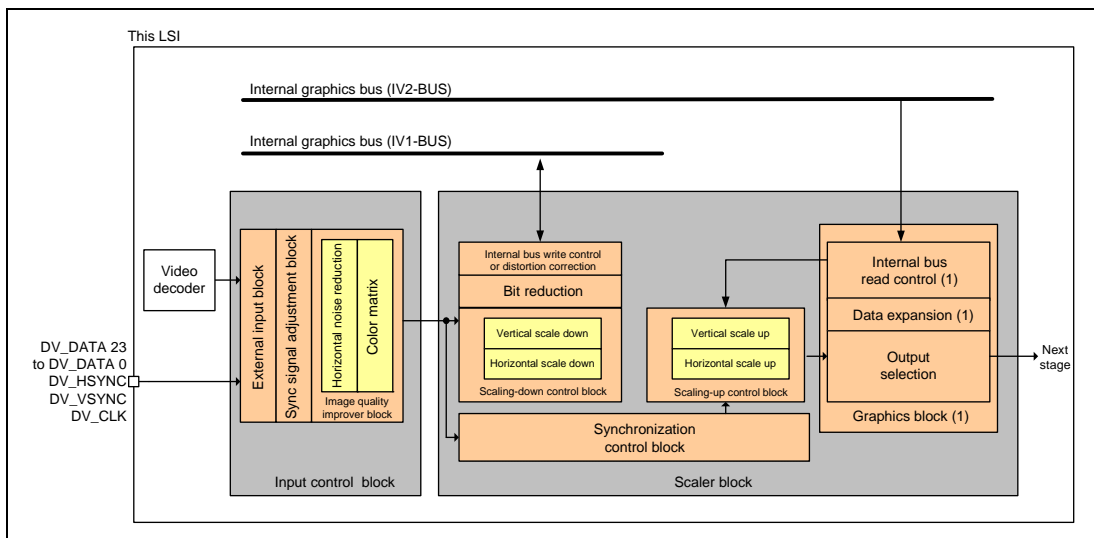 This LSI
Internal graphics bus (IV2-BUS)
Internal graphics bus (IV1-BUS)
Video
decoder
DV_DATA 23
to DV_DATA 0
DV_HSYNC
DV_VSYNC
DV_CLK
External input block
Sync signal adjustment block
Horizontal noise reduction
Color matrix
Image quality
improver block
Input control block
Internal bus write control
or distortion correction
Bit reduction
Vertical scale down
Horizontal scale down
Scaling-down control block
Vertical scale up
Horizontal scale up
Scaling-up control block
Synchronization
control block
Internal bus
read control (1)
Data expansion (1)
Output
selection
Graphics block (1)
Scaler block
Next
stage